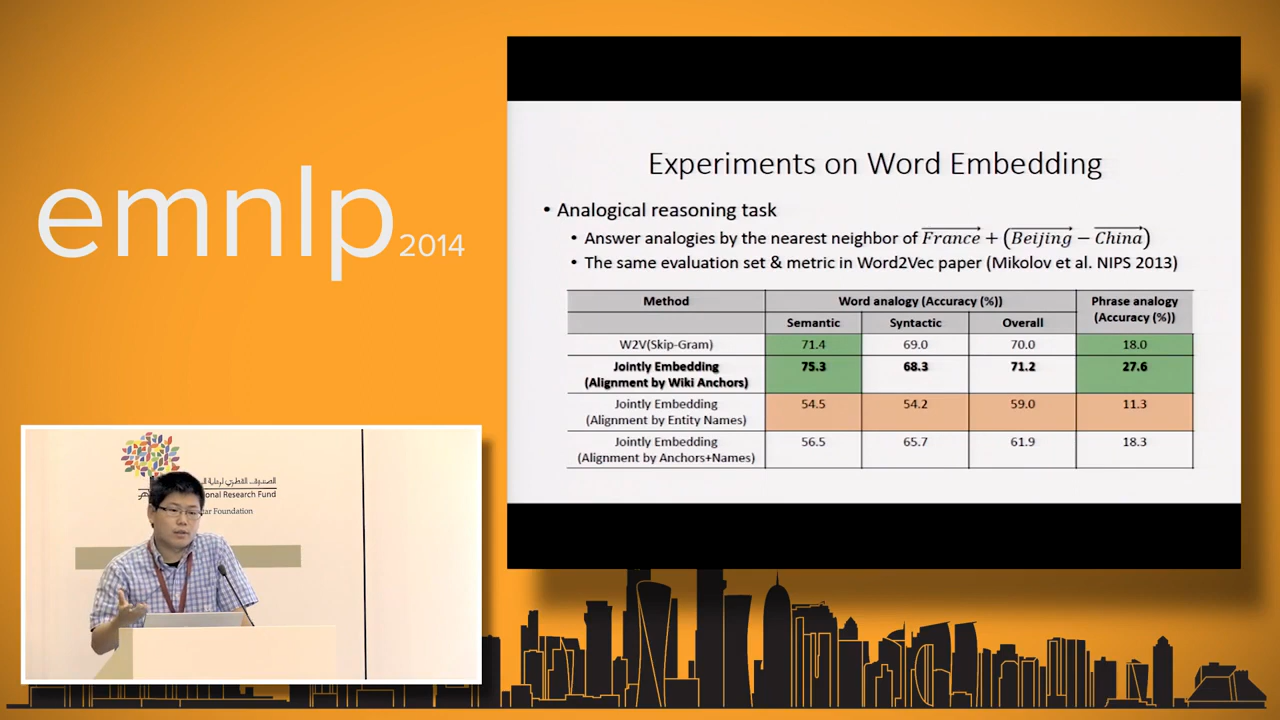 emnlp 2014
Experiments on Word Embedding
• Analogical reasoning task
• Answer analogies by the nearest neighbor of France + (Beijing − China)
• The same evaluation set & metric in Word2Vec paper (Mikolov et al. NIPS 2013)
Method Word analogy (Accuracy (%)) Phrase analogy (Accuracy (%))
Semantic Syntactic Overall
W2V(Skip-Gram) 71.4 69.0 70.0 18.0
Jointly Embedding 75.3 68.3 71.2 27.6
(Alignment by Wiki Anchors)
Jointly Embedding 54.5 54.2 59.0 11.3
(Alignment by Entity Names)
Jointly Embedding 56.5 65.7 61.9 18.3
(Alignment by Anchors+Names)
Research Fund
Foundation